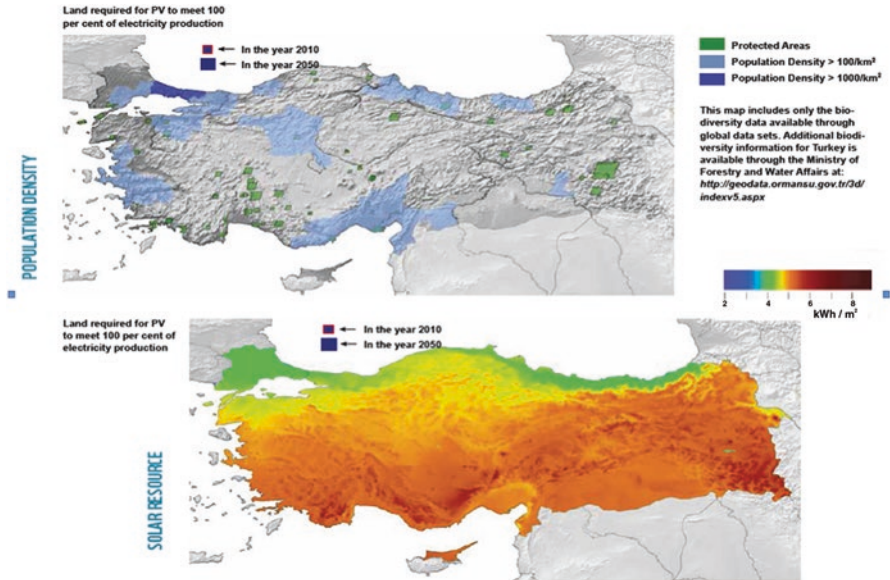 Land required for PV to meet 100
per cent of electricity production
In the year 2010
In the year 2050
Protected Areas
Population Density > 100/km²
Population Density > 1000/km²
This map includes only the bio-
diversity data available through
global data sets. Additional biodi-
versity information for Turkey is
available through the Ministry of
Forestry and Water Affairs at:
http://geodata.ormansu.gov.tr/3d/
indexv5.aspx
POPULATION DENSITY
2 4 6 8
kWh / m²
Land required for PV
to meet 100 per cent of
electricity production
In the year 2010
In the year 2050
SOLAR RESOURCE